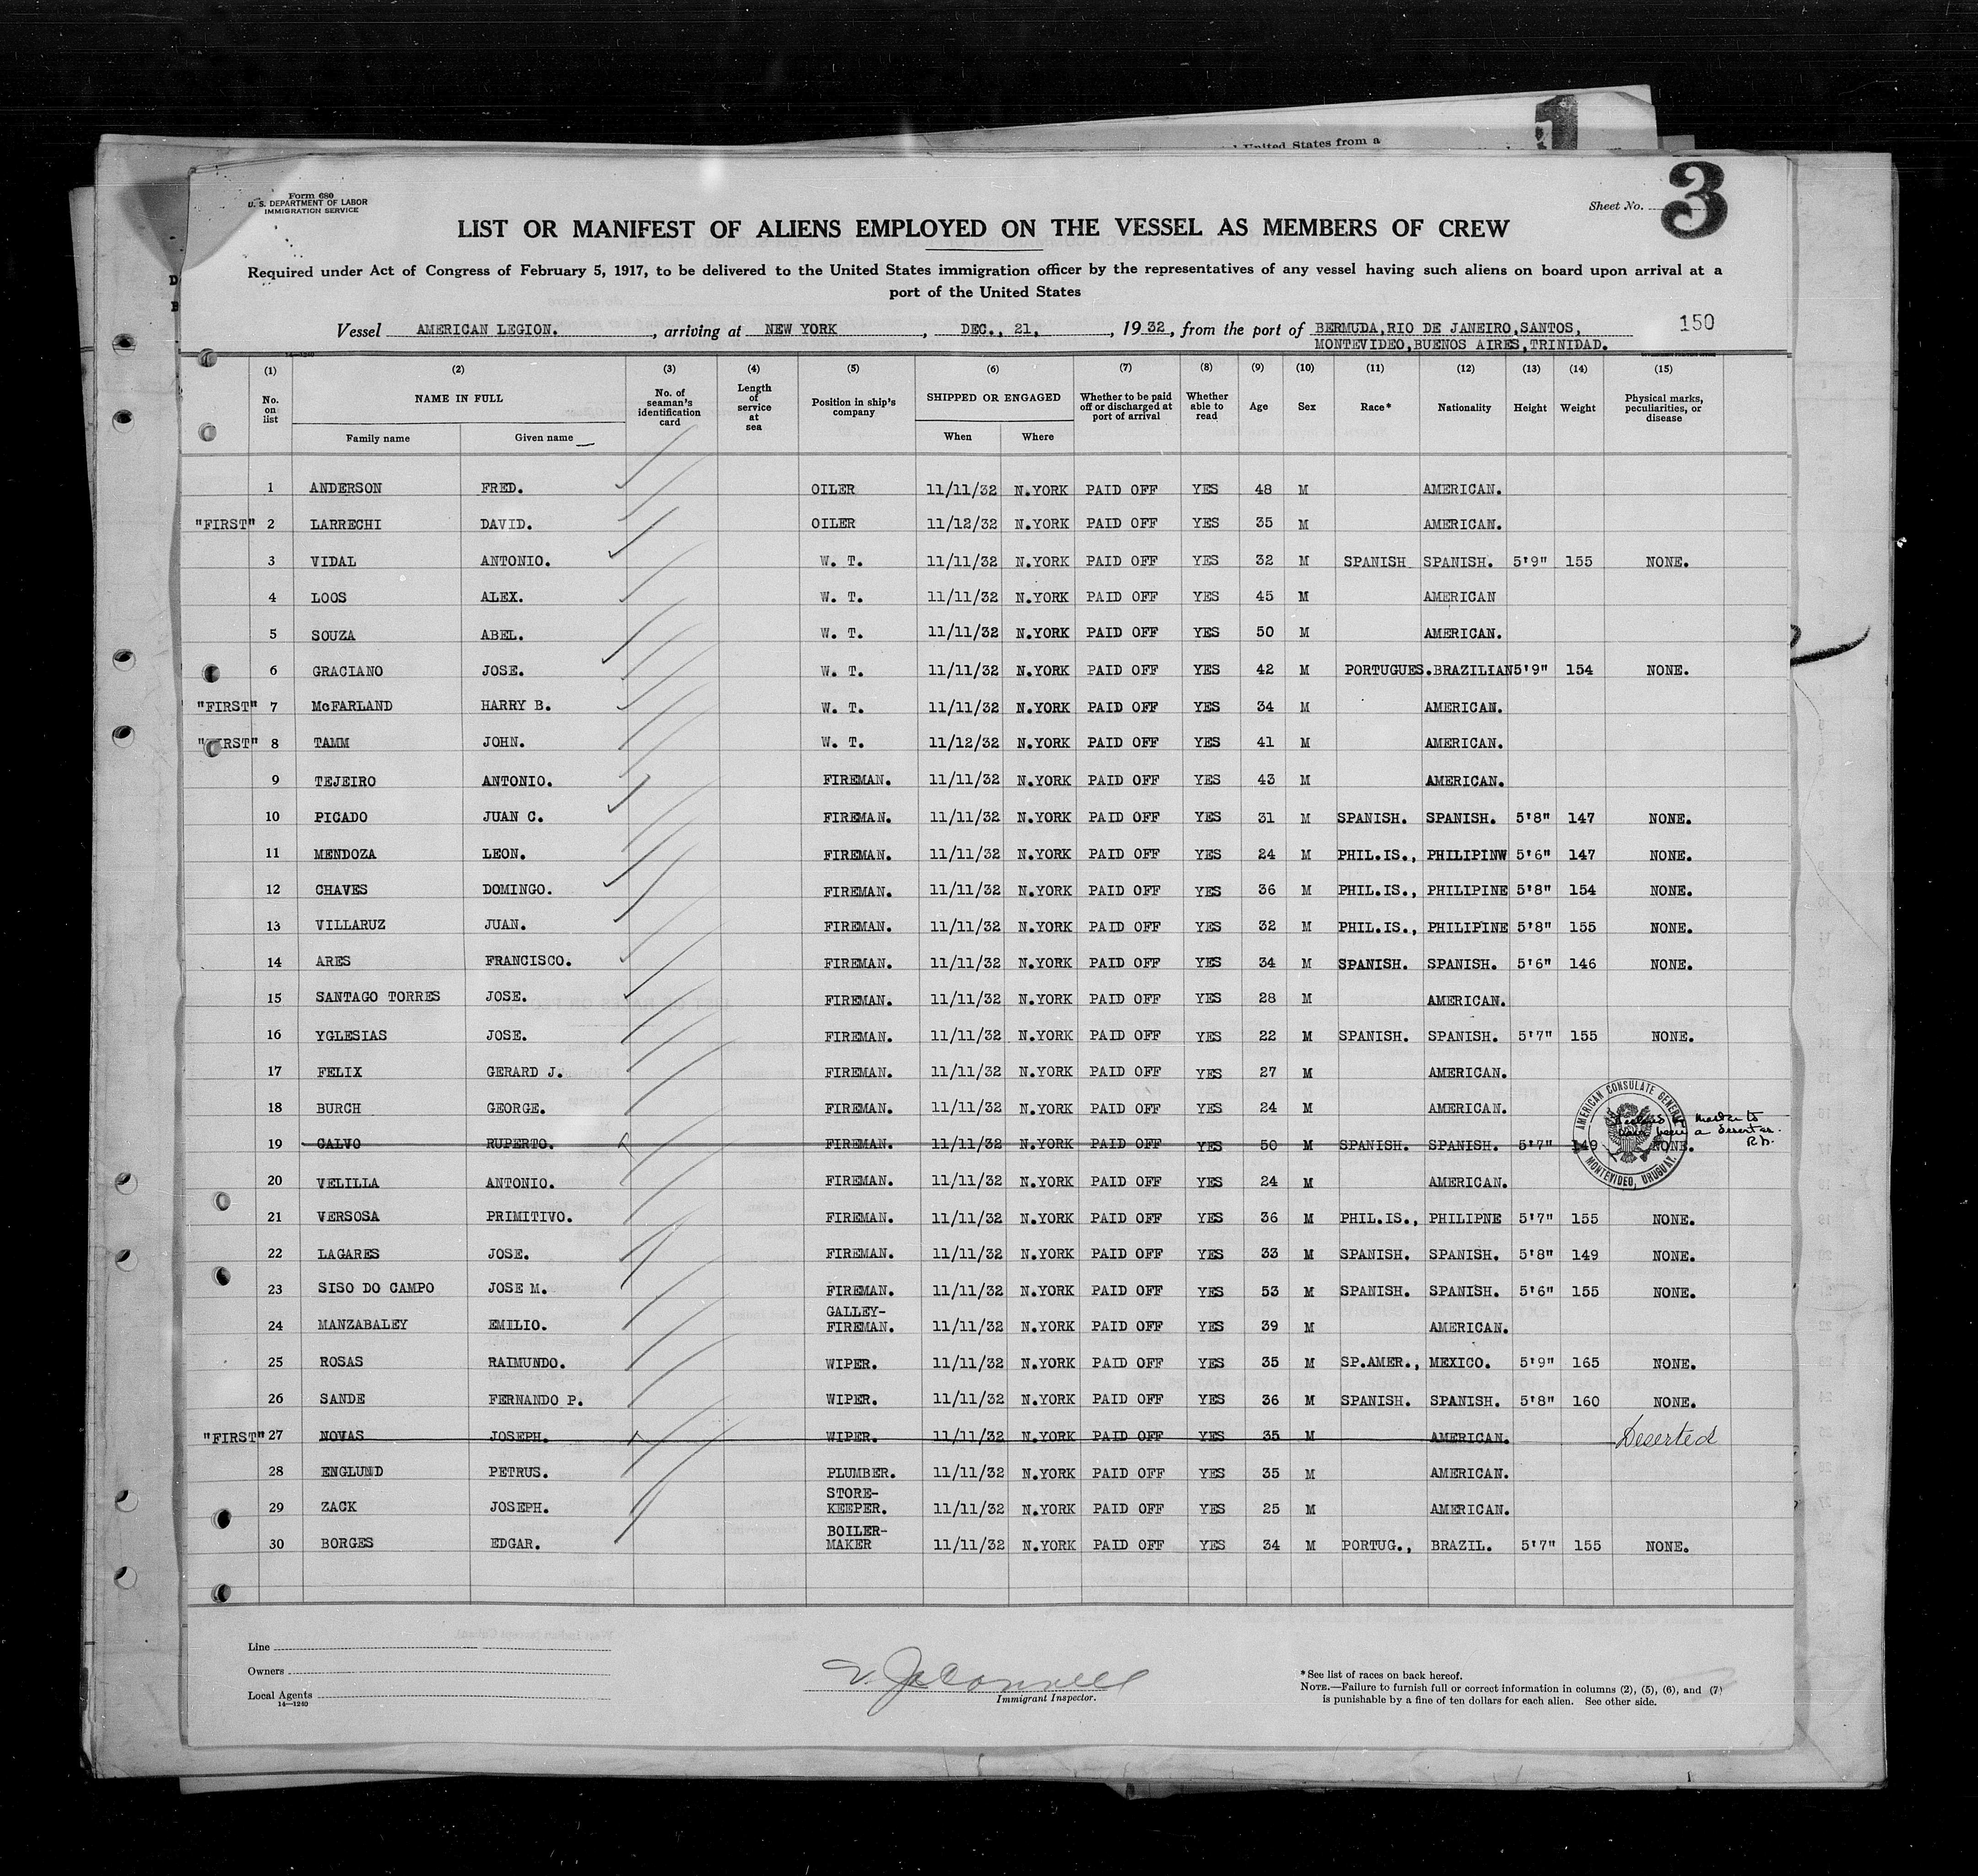 United States from a
1
Form 680
U. S. DEPARTMENT OF LABOR
IMMIGRATION SERVICE
Sheet No. 3
LIST OR MANIFEST OF ALIENS EMPLOYED ON THE VESSEL AS MEMBERS OF CREW
Required under Act of Congress of February 5, 1917, to be delivered to the United States immigration officer by the representatives of any vessel having such aliens on board upon arrival at a
port of the United States
Vessel AMERICAN LEGION., arriving at NEW YORK, DEC., 21, 1932, from the port of BERMUDA,RIO DE JANEIRO,SANTOS,
MONTEVIDEO,BUENOS AIRES,TRINIDAD.
150
14—1240
(1) (2) (3) (4) (5) (6) (7) (8) (9) (10) (11) (12) (13) (14) (15)
No. on list NAME IN FULL No. of seaman's identification card Length of service at sea Position in ship's company SHIPPED OR ENGAGED Whether to be paid off or discharged at port of arrival Whether able to read Age Sex Race* Nationality Height Weight Physical marks, peculiarities, or disease
Family name Given name When Where
1 ANDERSON FRED. OILER 11/11/32 N.YORK PAID OFF YES 48 M AMERICAN.
"FIRST" 2 LARRECHI DAVID. OILER 11/12/32 N.YORK PAID OFF YES 35 M AMERICAN.
3 VIDAL ANTONIO. W. T. 11/11/32 N.YORK PAID OFF YES 32 M SPANISH SPANISH. 5'9" 155 NONE.
4 LOOS ALEX. W. T. 11/11/32 N.YORK PAID OFF YES 45 M AMERICAN
5 SOUZA ABEL. W. T. 11/11/32 N.YORK PAID OFF YES 50 M AMERICAN.
6 GRACIANO JOSE. W. T. 11/11/32 N.YORK PAID OFF YES 42 M PORTUGUES.BRAZILIAN5'9" 154 NONE.
"FIRST" 7 McFARLAND HARRY B. W. T. 11/11/32 N.YORK PAID OFF YES 34 M AMERICAN.
"FIRST" 8 TAMM JOHN. W. T. 11/12/32 N.YORK PAID OFF YES 41 M AMERICAN.
9 TEJEIRO ANTONIO. FIREMAN. 11/11/32 N.YORK PAID OFF YES 43 M AMERICAN.
10 PICADO JUAN C. FIREMAN. 11/11/32 N.YORK PAID OFF YES 31 M SPANISH. SPANISH. 5'8" 147 NONE.
11 MENDOZA LEON. FIREMAN. 11/11/32 N.YORK PAID OFF YES 24 M PHIL.IS., PHILIPINW 5'6" 147 NONE.
12 CHAVES DOMINGO. FIREMAN. 11/11/32 N.YORK PAID OFF YES 36 M PHIL.IS., PHILIPINE 5'8" 154 NONE.
13 VILLARUZ JUAN. FIREMAN. 11/11/32 N.YORK PAID OFF YES 32 M PHIL.IS., PHILIPINE 5'8" 155 NONE.
14 ARES FRANCISCO. FIREMAN. 11/11/32 N.YORK PAID OFF YES 34 M SPANISH. SPANISH. 5'6" 146 NONE.
15 SANTAGO TORRES JOSE. FIREMAN. 11/11/32 N.YORK PAID OFF YES 28 M AMERICAN.
16 YGLESIAS JOSE. FIREMAN. 11/11/32 N.YORK PAID OFF YES 22 M SPANISH. SPANISH. 5'7" 155 NONE.
17 FELIX GERARD J. FIREMAN. 11/11/32 N.YORK PAID OFF YES 27 M AMERICAN.
18 BURCH GEORGE. FIREMAN. 11/11/32 N.YORK PAID OFF YES 24 M AMERICAN.
AMERICAN CONSULATE GENERAL
MONTEVIDEO, URUGUAY.
a Deserter.
19 CALVO RUPERTO. FIREMAN. 11/11/32 N.YORK PAID OFF YES 50 M SPANISH. SPANISH. 5'7" 149 NONE.
20 VELILLA ANTONIO. FIREMAN. 11/11/32 N.YORK PAID OFF YES 24 M AMERICAN.
21 VERSOSA PRIMITIVO. FIREMAN. 11/11/32 N.YORK PAID OFF YES 36 M PHIL.IS., PHILIPNE 5'7" 155 NONE.
22 LAGARES JOSE. FIREMAN. 11/11/32 N.YORK PAID OFF YES 33 M SPANISH. SPANISH. 5'8" 149 NONE.
23 SISO DO CAMPO JOSE M. FIREMAN. 11/11/32 N.YORK PAID OFF YES 53 M SPANISH. SPANISH. 5'6" 155 NONE.
24 MANZABALEY EMILIO. GALLEY-FIREMAN. 11/11/32 N.YORK PAID OFF YES 39 M AMERICAN.
25 ROSAS RAIMUNDO. WIPER. 11/11/32 N.YORK PAID OFF YES 35 M SP.AMER., MEXICO. 5'9" 165 NONE.
26 SANDE FERNANDO P. WIPER. 11/11/32 N.YORK PAID OFF YES 36 M SPANISH. SPANISH. 5'8" 160 NONE.
"FIRST" 27 NOVAS JOSEPH. WIPER. 11/11/32 N.YORK PAID OFF YES 35 M AMERICAN. Deserted
28 ENGLUND PETRUS. PLUMBER. 11/11/32 N.YORK PAID OFF YES 35 M AMERICAN.
29 ZACK JOSEPH. STORE-KEEPER. 11/11/32 N.YORK PAID OFF YES 25 M AMERICAN.
30 BORGES EDGAR. BOILER-MAKER 11/11/32 N.YORK PAID OFF YES 34 M PORTUG., BRAZIL. 5'7" 155 NONE.
Line
Owners
Local Agents
14—1240
Immigrant Inspector.
*See list of races on back hereof.
NOTE.—Failure to furnish full or correct information in columns (2), (5), (6), and (7)
is punishable by a fine of ten dollars for each alien. See other side.